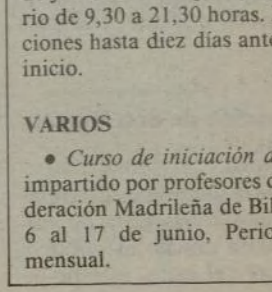 rio de 9,30 a 21,30 horas.
ciones hasta diez días ante
inicio.
VARIOS
• Curso de iniciación a
impartido por profesores d
deración Madrileña de Bil
6 al 17 de junio, Perio
mensual.